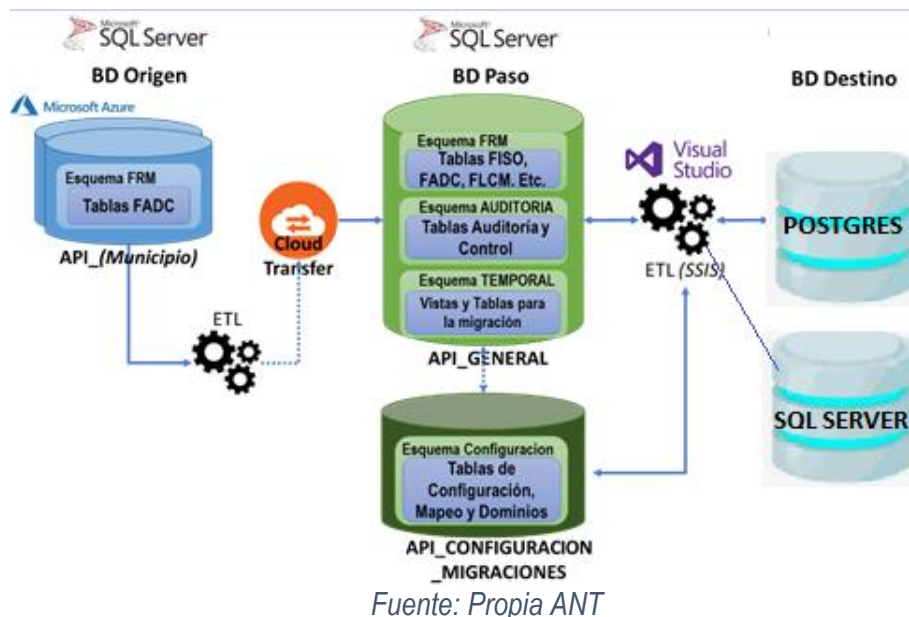 Microsoft
SQL Server
BD Origen
Microsoft Azure
Esquema FRM
Tablas FADC
API_(Municipio)
ETL
Cloud
Transfer
Microsoft
SQL Server
BD Paso
Esquema FRM
Tablas FISO,
FADC, FLCM. Etc.
Esquema AUDITORIA
Tablas Auditoría y
Control
Esquema TEMPORAL
Vistas y Tablas para
la migración
API_GENERAL
Esquema Configuracion
Tablas de
Configuración,
Mapeo y Dominios
API_CONFIGURACION
_MIGRACIONES
Visual
Studio
ETL (SSIS)
BD Destino
POSTGRES
SQL SERVER
Fuente: Propia ANT